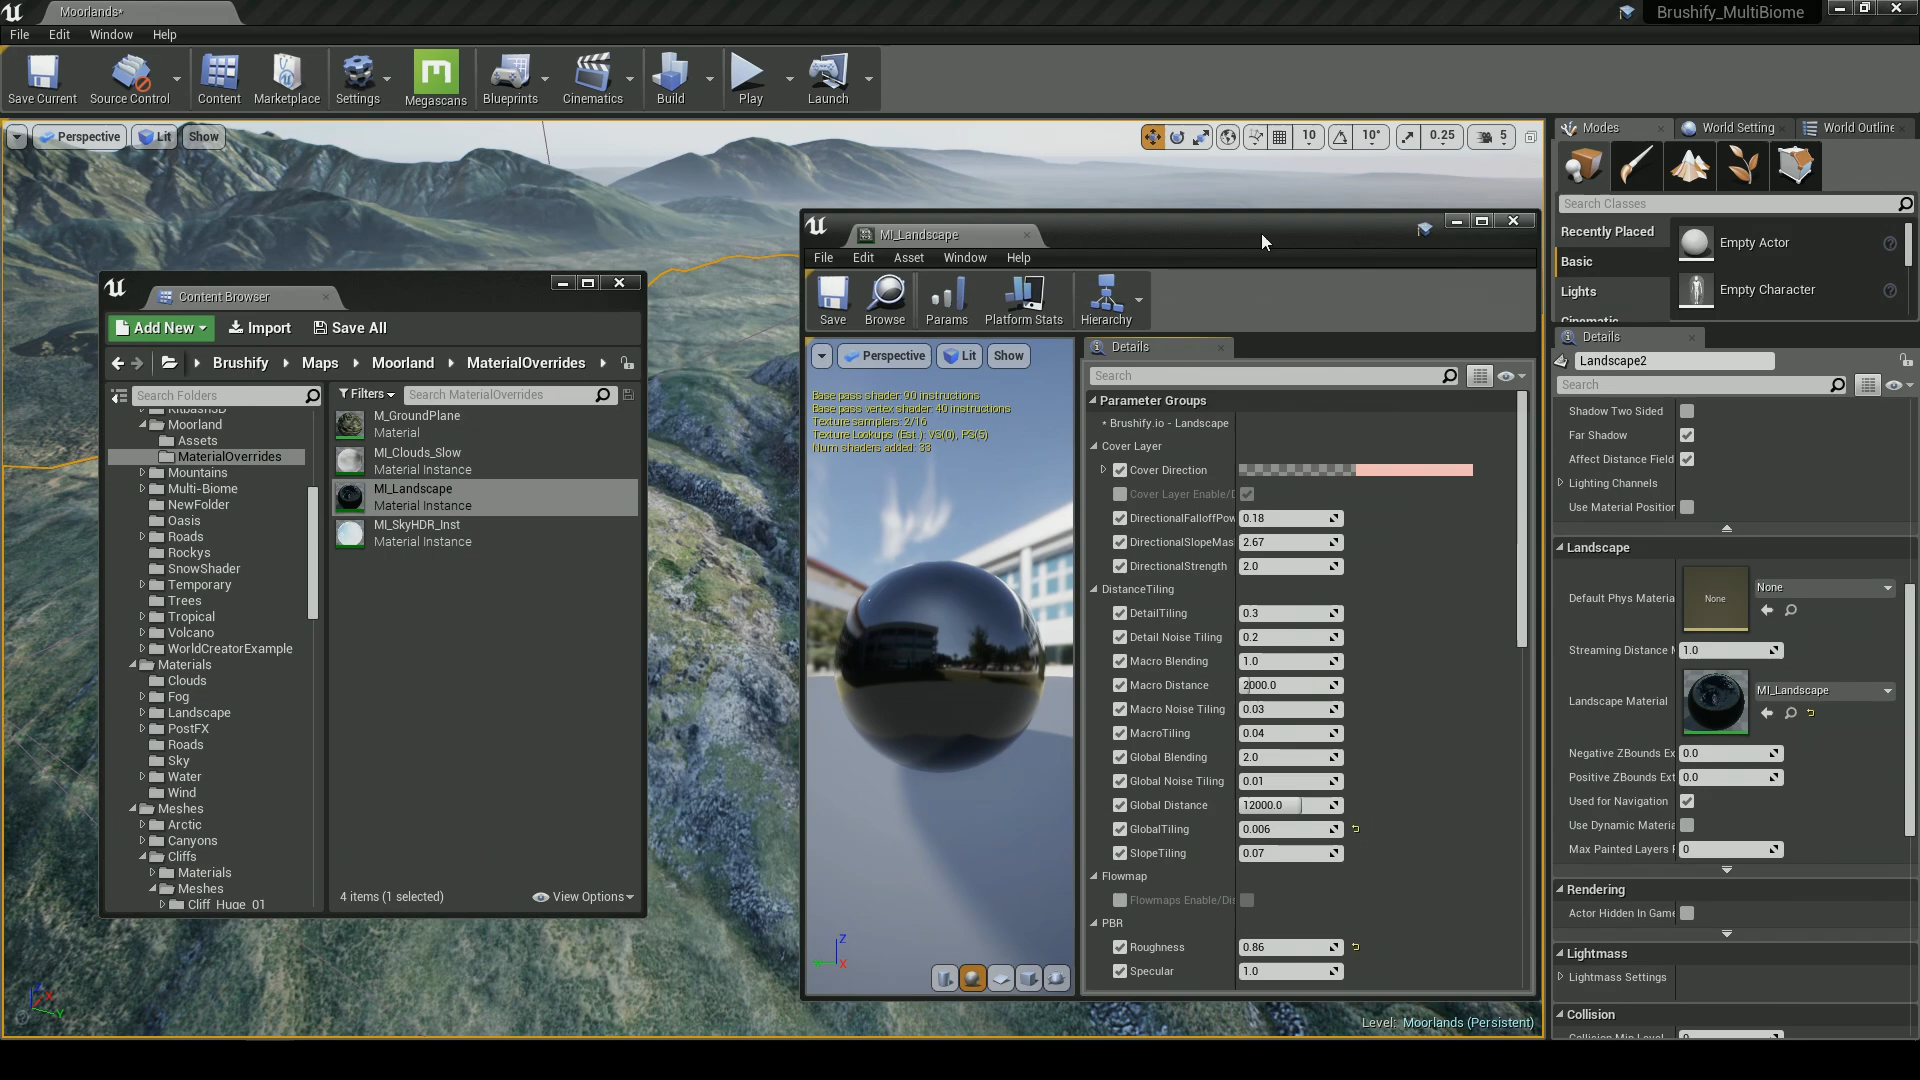 Moorlands*
Brushify_MultiBiome
File Edit Window Help
Save Current Source Control Content Marketplace Settings Megascans Blueprints Cinematics Build Play Launch
Perspective Lit Show
10 10° 0.25 5
Modes World Setting World Outline
Search Classes
Recently Placed
Basic
Lights
Cinematic
Empty Actor
Empty Character
Details
Landscape2
Search
Shadow Two Sided
Far Shadow
Affect Distance Field
Lighting Channels
Use Material Position
Landscape
Default Phys Materia None None
Streaming Distance M 1.0
Landscape Material MI_Landscape
Negative ZBounds Ex 0.0
Positive ZBounds Ext 0.0
Used for Navigation
Use Dynamic Materia
Max Painted Layers F 0
Rendering
Actor Hidden In Game
Lightmass
Lightmass Settings
Collision
Collision Mip Level
Content Browser
Add New Import Save All
Brushify Maps Moorland MaterialOverrides
Search Folders
Filters Search MaterialOverrides
KitBash3D
Moorland
Assets
MaterialOverrides
Mountains
Multi-Biome
NewFolder
Oasis
Roads
Rockys
SnowShader
Temporary
Trees
Tropical
Volcano
WorldCreatorExample
Materials
Clouds
Fog
Landscape
PostFX
Roads
Sky
Water
Wind
Meshes
Arctic
Canyons
Cliffs
Materials
Meshes
Cliff_Huge_01
M_GroundPlane
Material
MI_Clouds_Slow
Material Instance
MI_Landscape
Material Instance
MI_SkyHDR_Inst
Material Instance
4 items (1 selected) View Options
MI_Landscape
File Edit Asset Window Help
Save Browse Params Platform Stats Hierarchy
Perspective Lit Show
Base pass shader: 90 instructions
Base pass vertex shader: 40 instructions
Texture samplers: 2/16
Texture Lookups (Est.): VS(0), PS(5)
Num shaders added: 33
Z
X
Details
Search
Parameter Groups
* Brushify.io - Landscape
Cover Layer
Cover Direction
Cover Layer Enable/D
DirectionalFalloffPow 0.18
DirectionalSlopeMas 2.67
DirectionalStrength 2.0
DistanceTiling
DetailTiling 0.3
Detail Noise Tiling 0.2
Macro Blending 1.0
Macro Distance 2000.0
Macro Noise Tiling 0.03
MacroTiling 0.04
Global Blending 2.0
Global Noise Tiling 0.01
Global Distance 12000.0
GlobalTiling 0.006
SlopeTiling 0.07
Flowmap
Flowmaps Enable/Dis
PBR
Roughness 0.86
Specular 1.0
Z
X
Y
Level: Moorlands (Persistent)